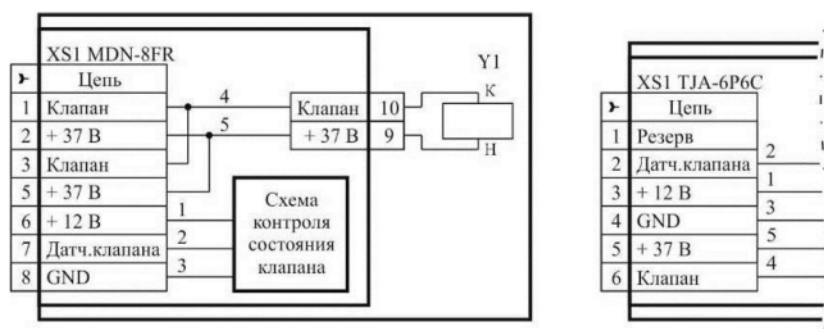 XS1 MDN-8FR
Цепь
1 Клапан
2 + 37 В
3 Клапан
5 + 37 В
6 + 12 В
7 Датч.клапана
8 GND
4
5
1
2
3
Клапан 10
+ 37 В 9
Y1
К
Н
Схема
контроля
состояния
клапана
XS1 TJA-6P6C
Цепь
1 Резерв
2 Датч.клапана
3 + 12 В
4 GND
5 + 37 В
6 Клапан
2
1
3
5
4